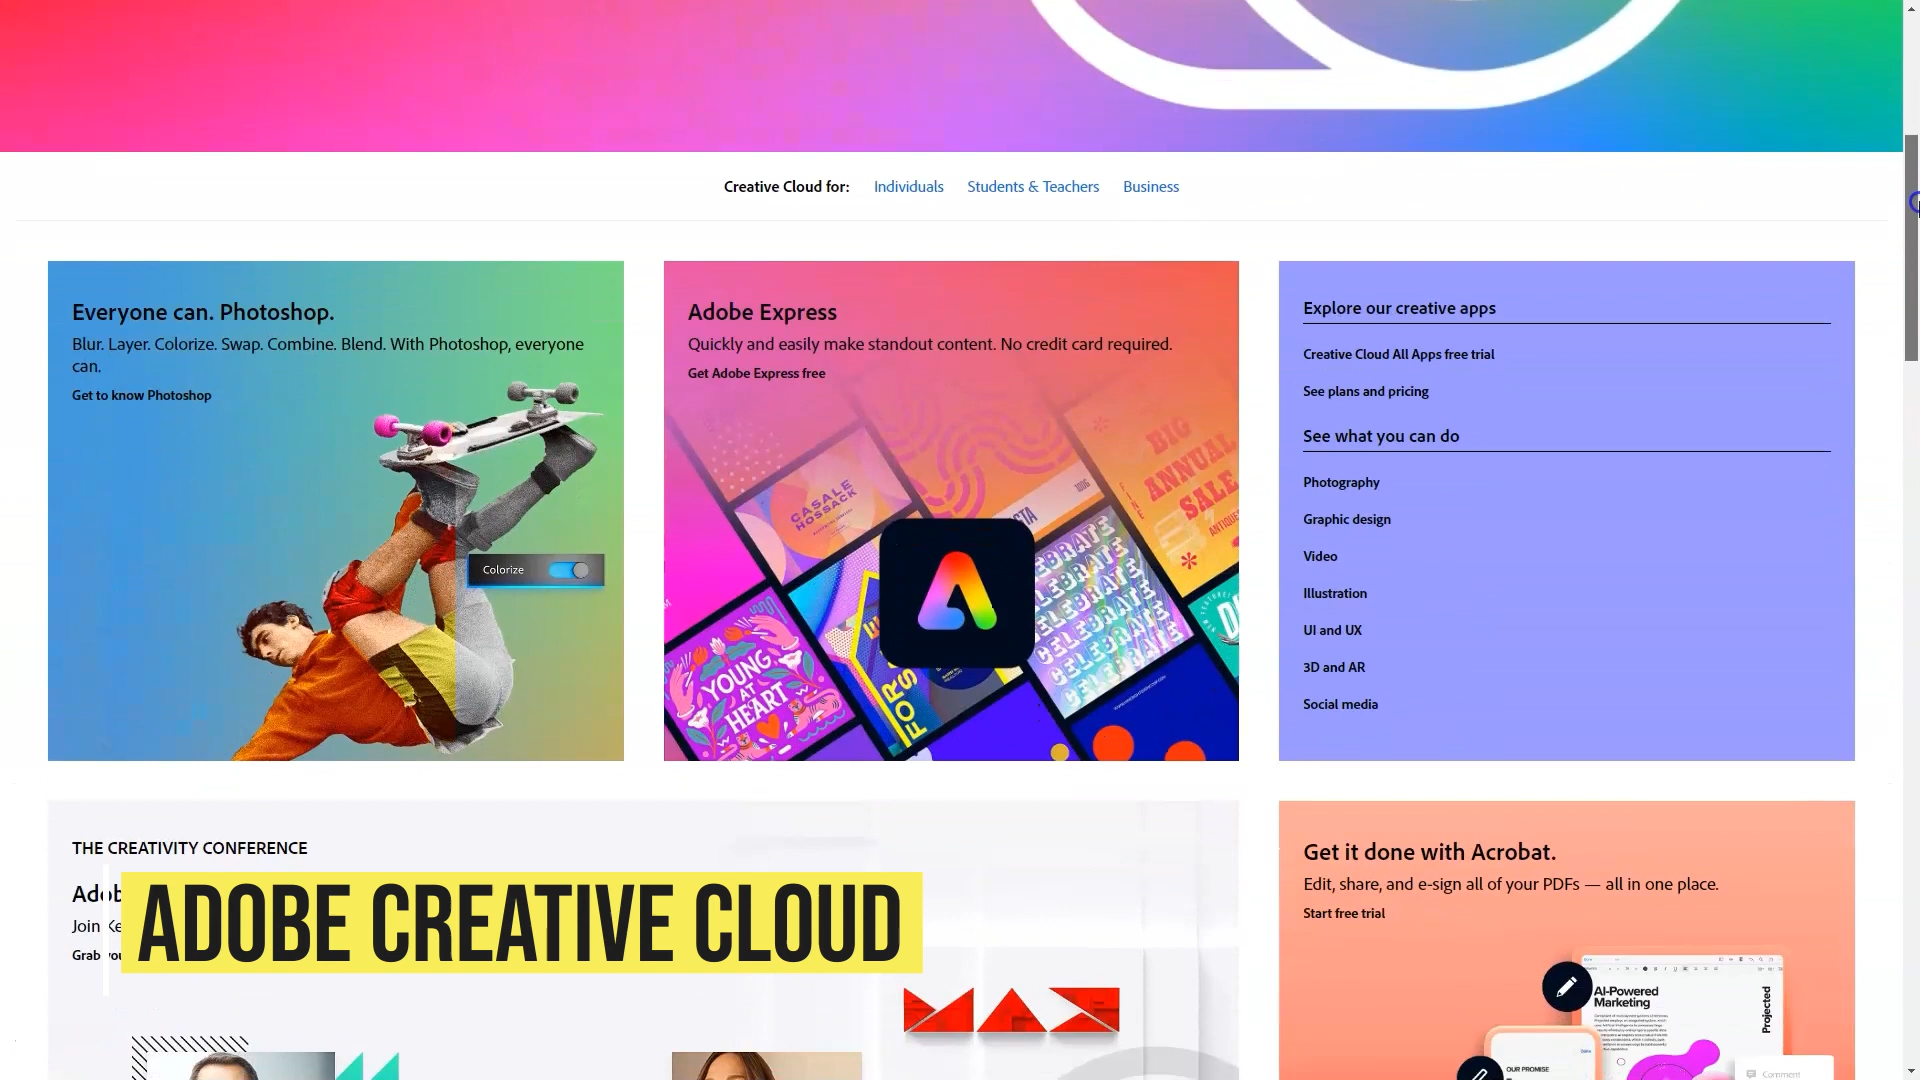 Creative Cloud for: Individuals Students & Teachers Business
Everyone can. Photoshop.
Blur. Layer. Colorize. Swap. Combine. Blend. With Photoshop, everyone
can.
Get to know Photoshop
Colorize
Adobe Express
Quickly and easily make standout content. No credit card required.
Get Adobe Express free
CASALE
HOSSACK
BIG
ANNUAL
SALE
YOUNG
AT
HEART
CELEBRATE
CELEBRATE
CELEBRATE
CELEBRATE
Explore our creative apps
Creative Cloud All Apps free trial
See plans and pricing
See what you can do
Photography
Graphic design
Video
Illustration
UI and UX
3D and AR
Social media
THE CREATIVITY CONFERENCE
Join
Grab
ADOBE CREATIVE CLOUD
MAX
Get it done with Acrobat.
Edit, share, and e-sign all of your PDFs — all in one place.
Start free trial
AI-Powered
Marketing
Projected
OUR PROMISE
Comment